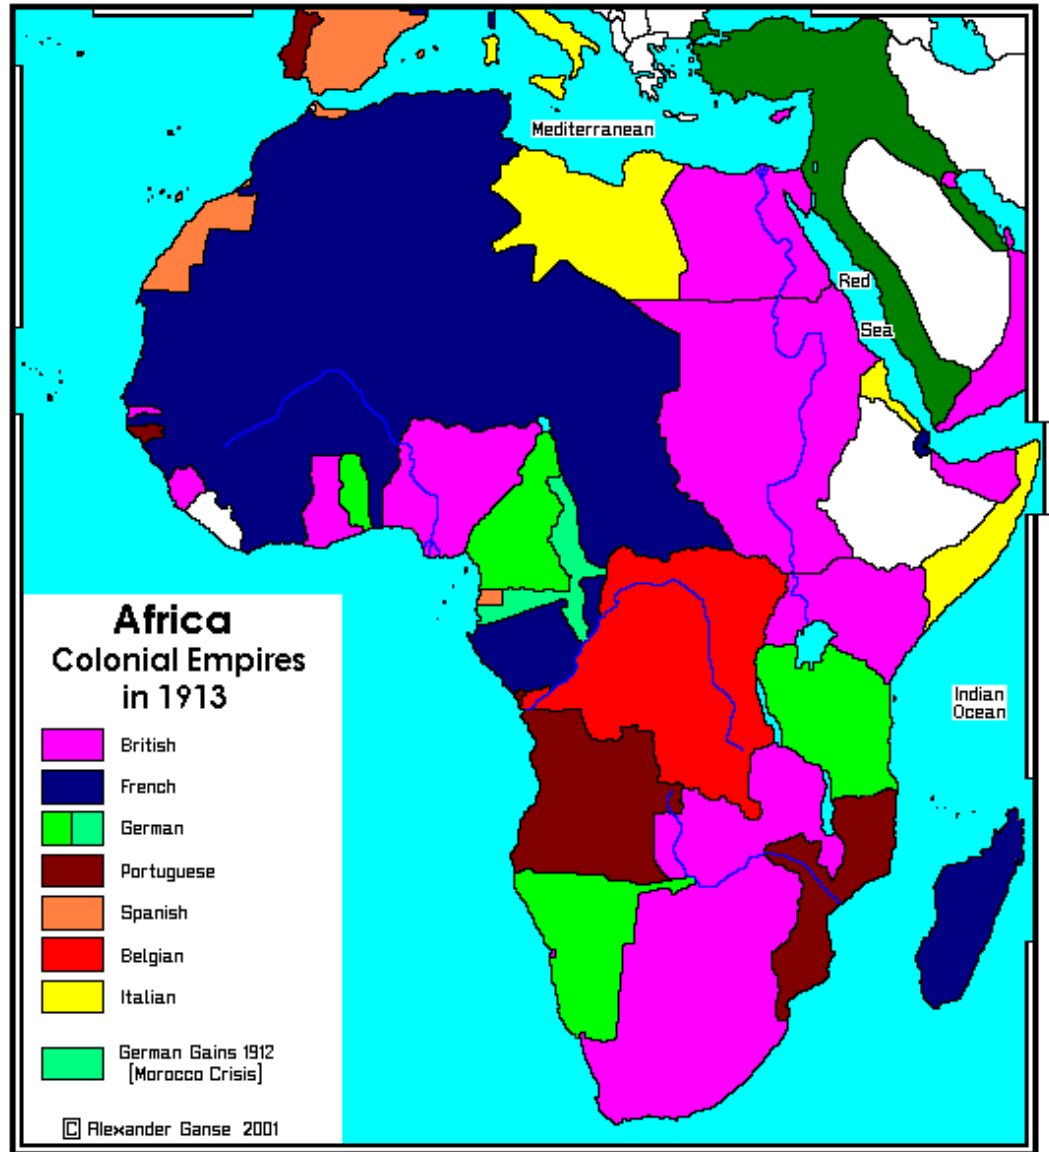 Mediterranean
Red
Sea
Indian
Ocean
Africa
Colonial Empires
in 1913
British
French
German
Portuguese
Spanish
Belgian
Italian
German Gains 1912
[Morocco Crisis]
C Alexander Ganse 2001